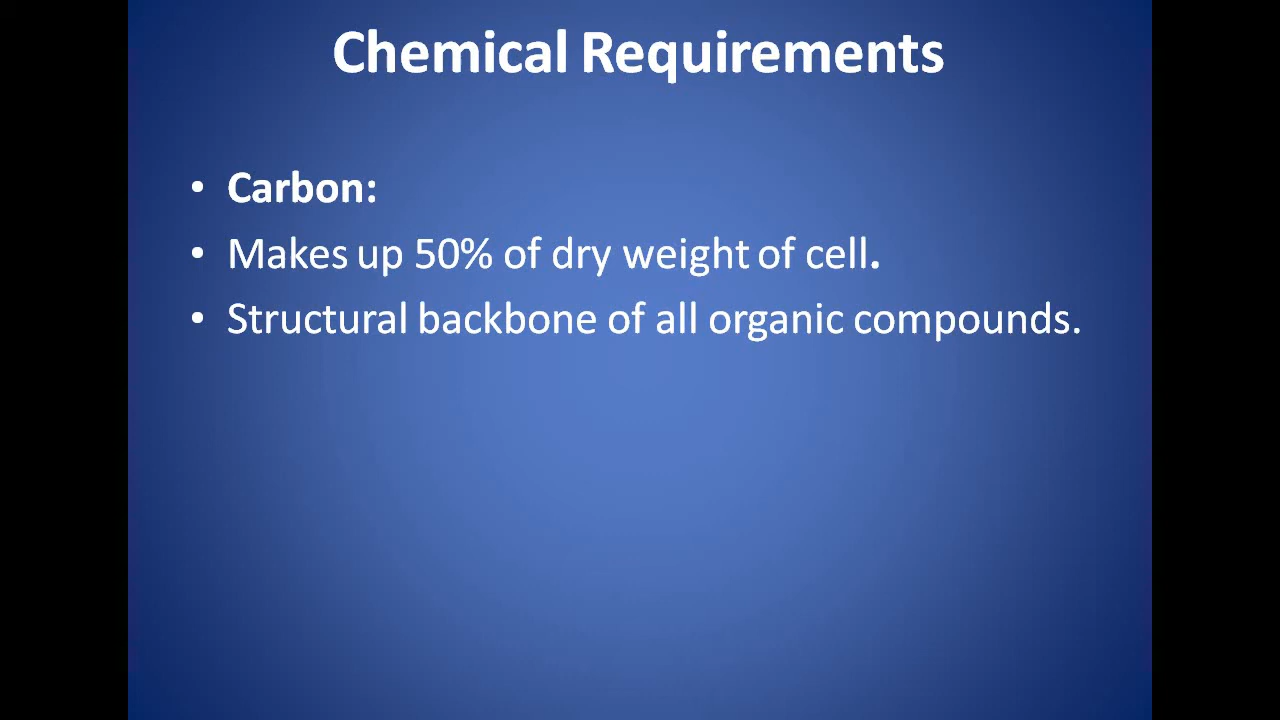 Chemical Requirements
• Carbon:
• Makes up 50% of dry weight of cell.
• Structural backbone of all organic compounds.